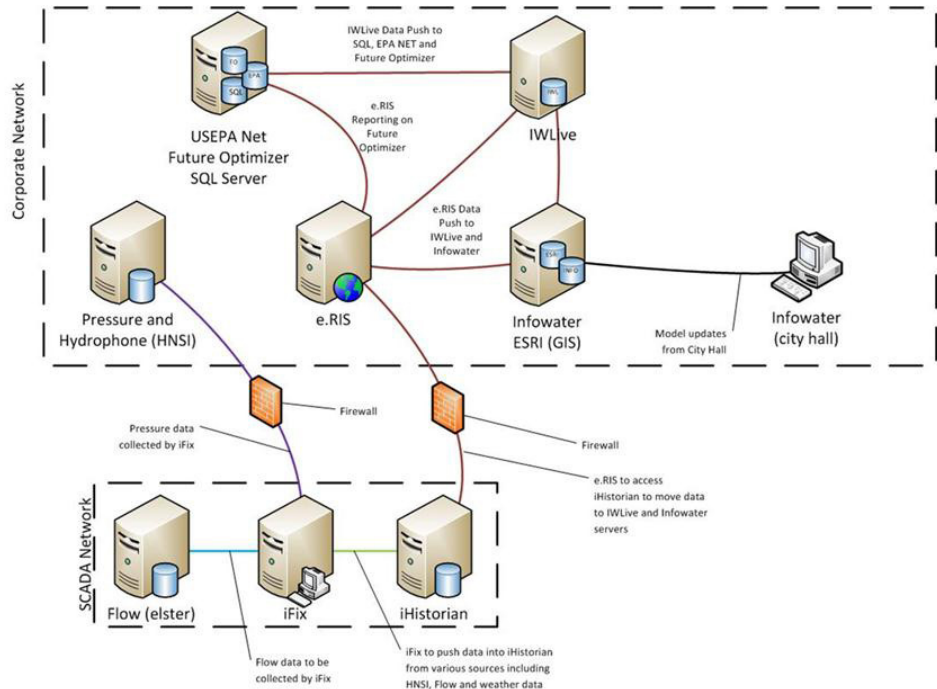 Corporate Network
IWLive Data Push to
SQL, EPA NET and
Future Optimizer
FO
EPA
SQL
IWL
USEPA Net
Future Optimizer
SQL Server
e.RIS
Reporting on
Future
Optimizer
IWLive
e.RIS Data
Push to
IWLive and
Infowater
ESRI
INFO
Pressure and
Hydrophone (HNSI)
e.RIS
Infowater
ESRI (GIS)
Model updates
from City Hall
Infowater
(city hall)
Firewall
Firewall
Pressure data
collected by iFix
e.RIS to access
iHistorian to move data
to IWLive and Infowater
servers
SCADA Network
Flow (elster)
iFix
iHistorian
Flow data to be
collected by iFix
iFix to push data into iHistorian
from various sources including
HNSI, Flow and weather data